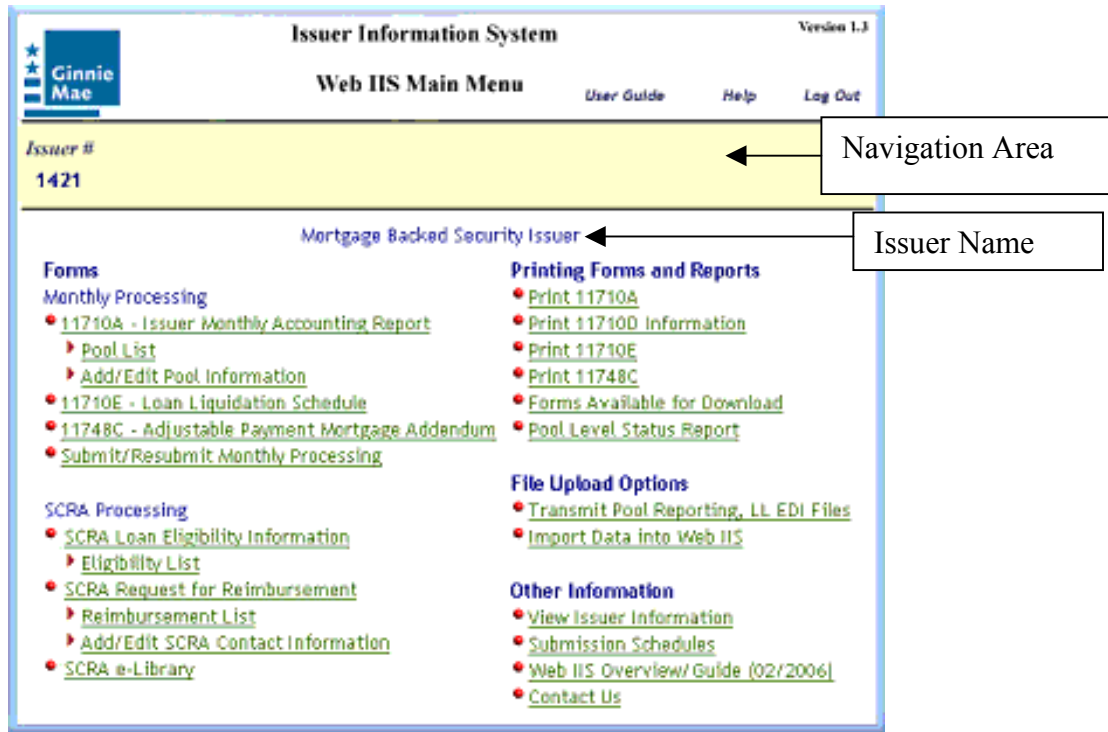 Issuer Information System
Version 1.3
Ginnie
Mae
Web IIS Main Menu
User Guide
Help
Log Out
Issuer #
1421
Navigation Area
Mortgage Backed Security Issuer
Issuer Name
Forms
Monthly Processing
11710A - Issuer Monthly Accounting Report
Pool List
Add/Edit Pool Information
11710E - Loan Liquidation Schedule
11748C - Adjustable Payment Mortgage Addendum
Submit/Resubmit Monthly Processing
SCRA Processing
SCRA Loan Eligibility Information
Eligibility List
SCRA Request for Reimbursement
Reimbursement List
Add/Edit SCRA Contact Information
SCRA e-Library
Printing Forms and Reports
Print 11710A
Print 11710D Information
Print 11710E
Print 11748C
Forms Available for Download
Pool Level Status Report
File Upload Options
Transmit Pool Reporting, LL EDI Files
Import Data into Web IIS
Other Information
View Issuer Information
Submission Schedules
Web IIS Overview/ Guide (02/2006)
Contact Us